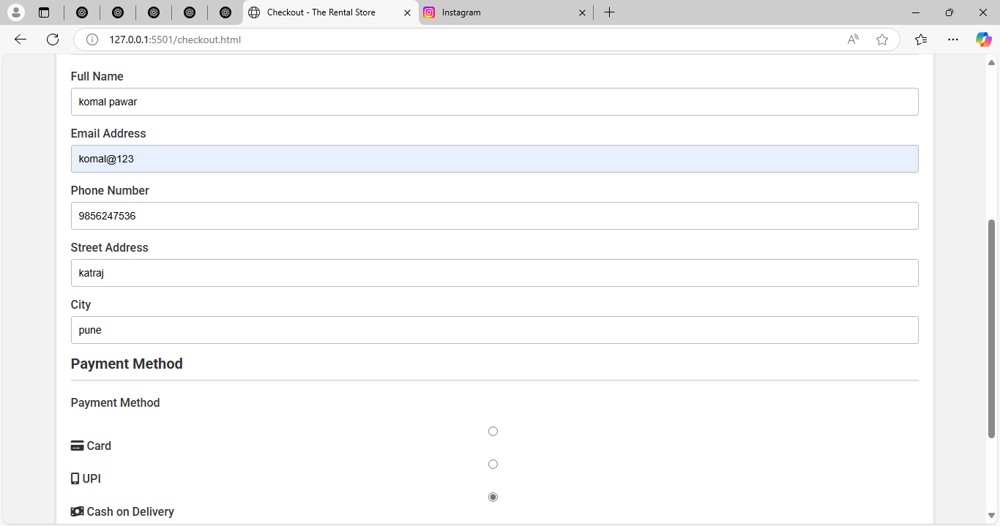 Checkout - The Rental Store
Instagram
127.0.0.1:5501/checkout.html
Full Name
komal pawar
Email Address
komal@123
Phone Number
9856247536
Street Address
katraj
City
pune
Payment Method
Payment Method
Card
UPI
Cash on Delivery